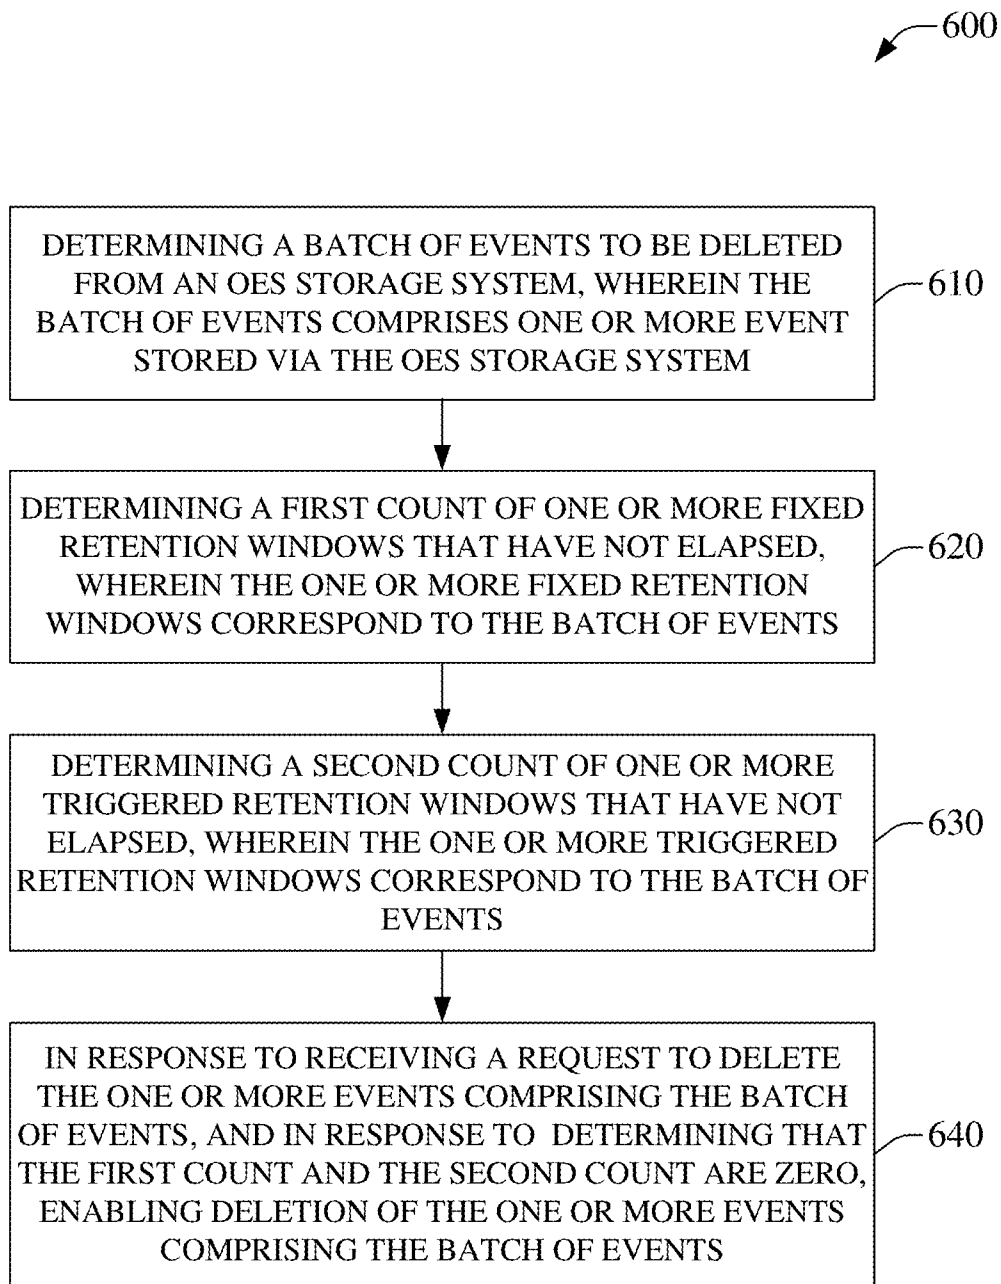 600
DETERMINING A BATCH OF EVENTS TO BE DELETED
FROM AN OES STORAGE SYSTEM, WHEREIN THE
BATCH OF EVENTS COMPRISES ONE OR MORE EVENT
STORED VIA THE OES STORAGE SYSTEM
610
DETERMINING A FIRST COUNT OF ONE OR MORE FIXED
RETENTION WINDOWS THAT HAVE NOT ELAPSED,
WHEREIN THE ONE OR MORE FIXED RETENTION
WINDOWS CORRESPOND TO THE BATCH OF EVENTS
620
DETERMINING A SECOND COUNT OF ONE OR MORE
TRIGGERED RETENTION WINDOWS THAT HAVE NOT
ELAPSED, WHEREIN THE ONE OR MORE TRIGGERED
RETENTION WINDOWS CORRESPOND TO THE BATCH OF
EVENTS
630
IN RESPONSE TO RECEIVING A REQUEST TO DELETE
THE ONE OR MORE EVENTS COMPRISING THE BATCH
OF EVENTS, AND IN RESPONSE TO DETERMINING THAT
THE FIRST COUNT AND THE SECOND COUNT ARE ZERO,
ENABLING DELETION OF THE ONE OR MORE EVENTS
COMPRISING THE BATCH OF EVENTS
640